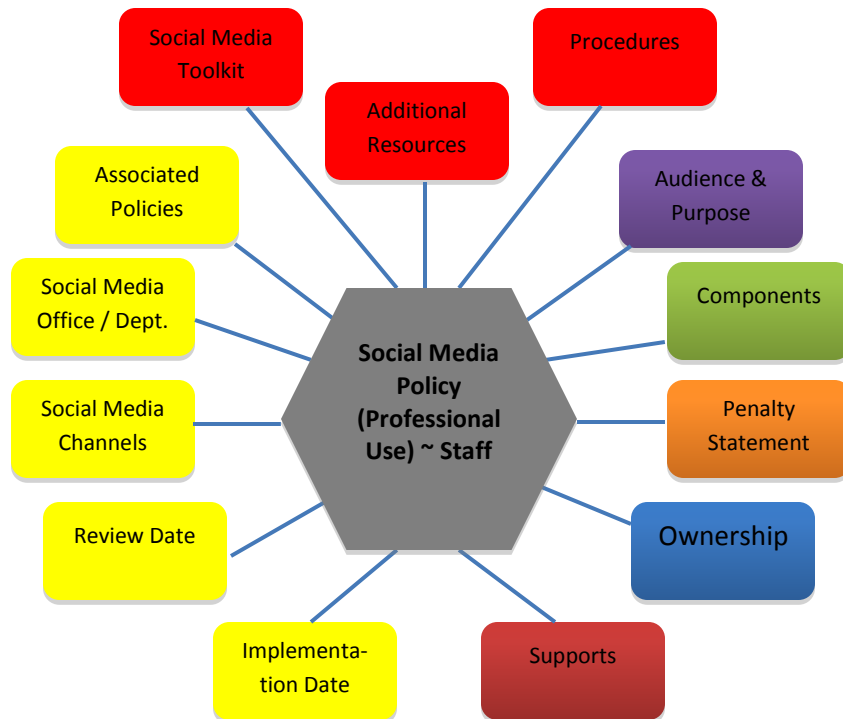 Social Media
Toolkit
Procedures
Additional
Resources
Associated
Policies
Audience &
Purpose
Social Media
Office / Dept.
Components
Social Media
Policy
(Professional
Use) ~ Staff
Social Media
Channels
Penalty
Statement
Review Date
Ownership
Implementa-
tion Date
Supports